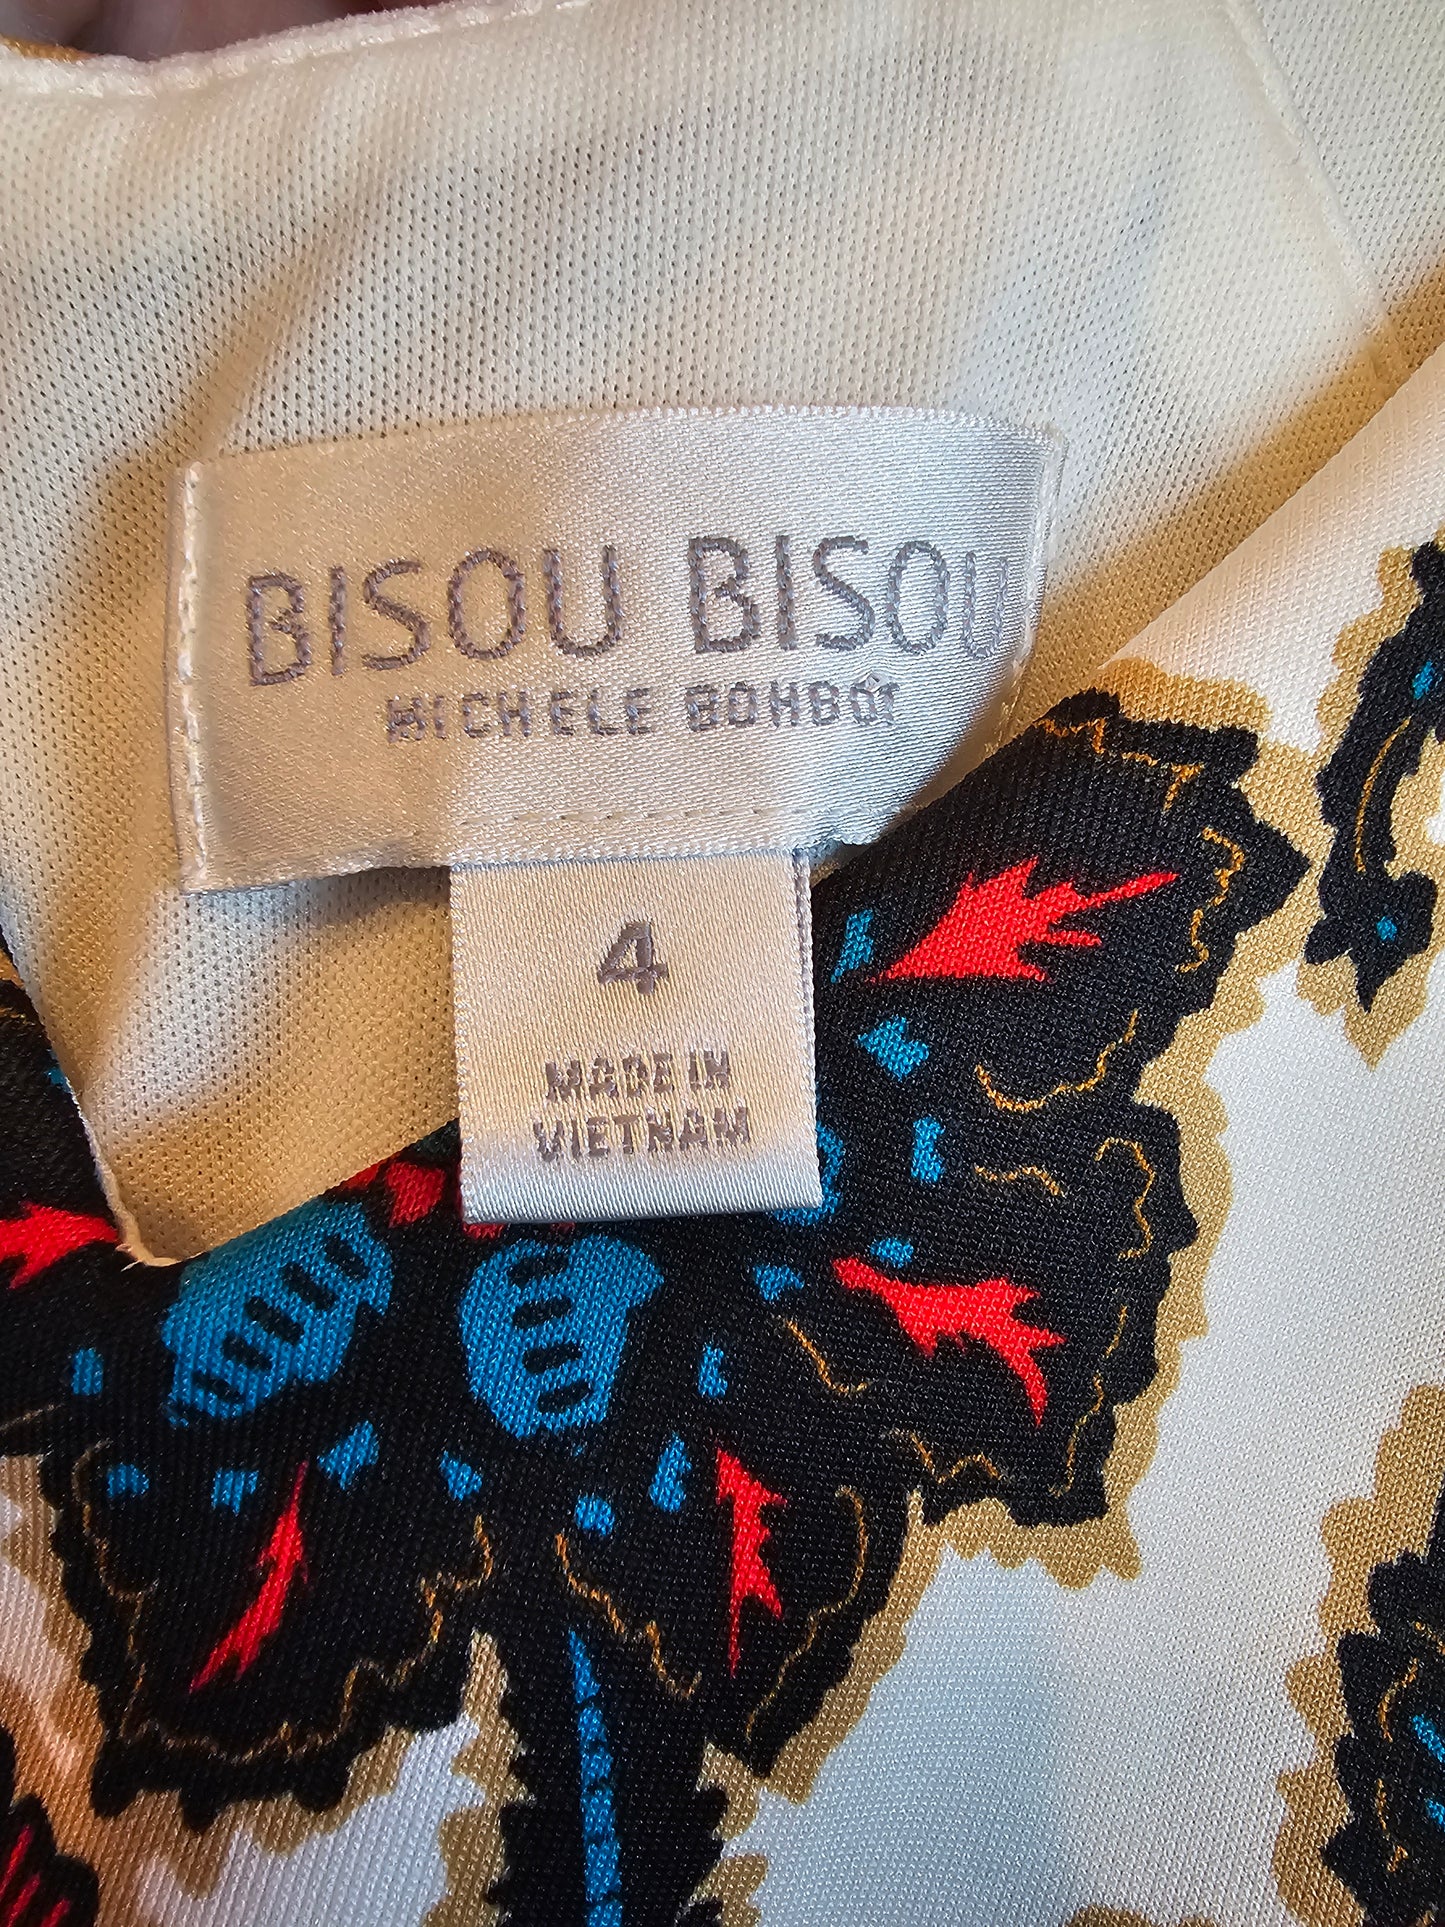 BISOU BISOU
MICHELE BOHBOT
4
MADE IN
VIETNAM